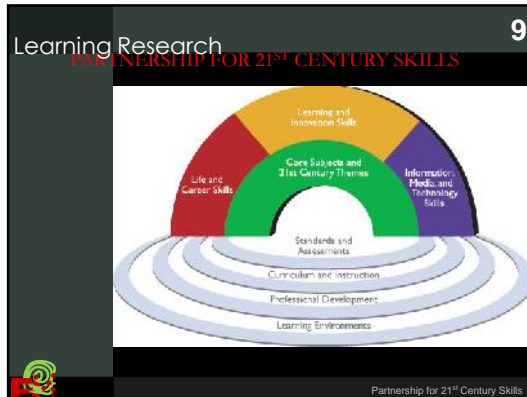 9
Learning Research
PARTNERSHIP FOR 21ST CENTURY SKILLS
Learning and
Innovation Skills
Core Subjects and
21st Century Themes
Life and
Career Skills
Information,
Media, and
Technology
Skills
Standards and
Assessments
Curriculum and Instruction
Professional Development
Learning Environments
Partnership for 21st Century Skills